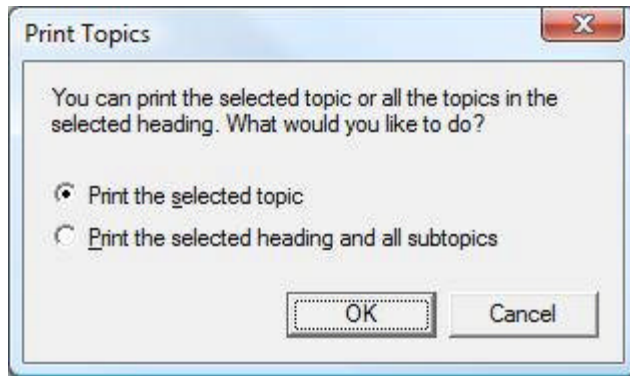 Print Topics
You can print the selected topic or all the topics in the
selected heading. What would you like to do?
Print the selected topic
Print the selected heading and all subtopics
OK Cancel